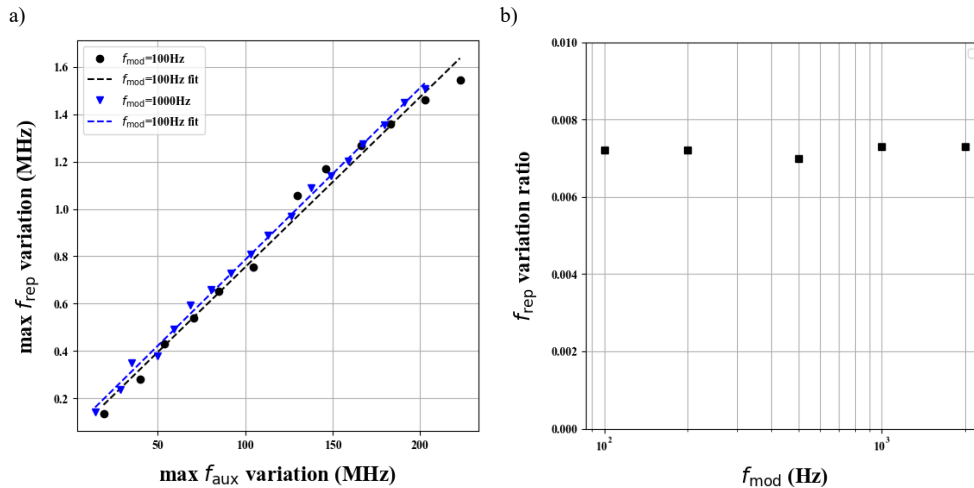 a)
max f_rep variation (MHz)
1.6
1.4
1.2
1.0
0.8
0.6
0.4
0.2
f_mod=100Hz
f_mod=100Hz fit
f_mod=1000Hz
f_mod=100Hz fit
50
100
150
200
max f_aux variation (MHz)
b)
f_rep variation ratio
0.010
0.008
0.006
0.004
0.002
0.000
10^2
10^3
f_mod (Hz)